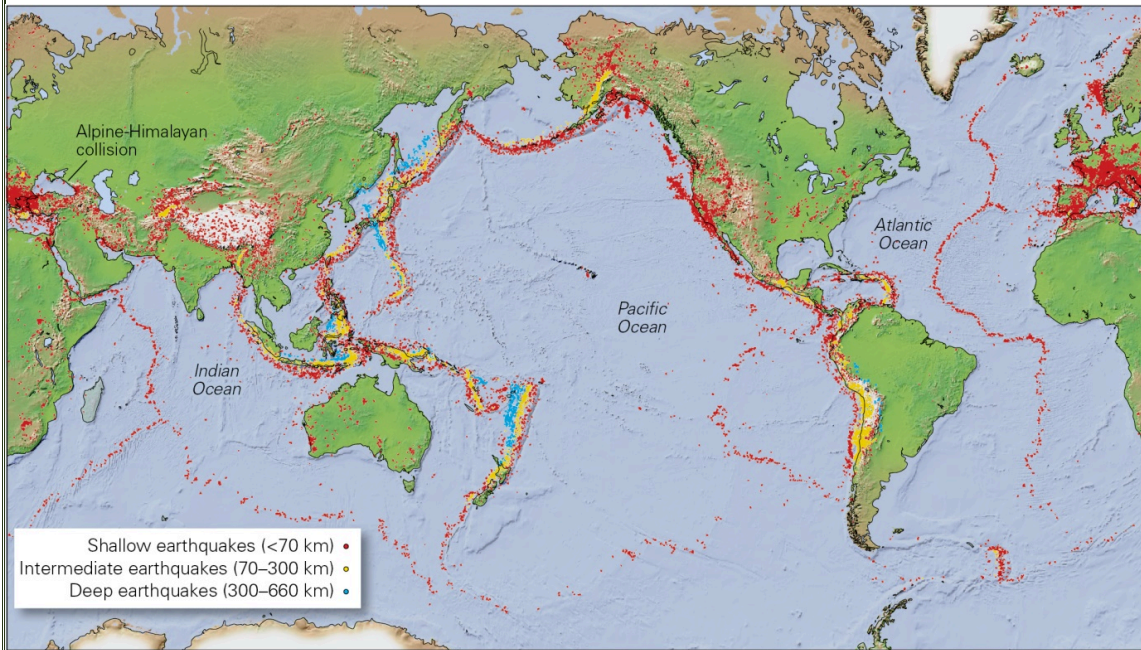 Alpine-Himalayan
collision
Atlantic
Ocean
Pacific
Ocean
Indian
Ocean
Shallow earthquakes (<70 km)
Intermediate earthquakes (70–300 km)
Deep earthquakes (300–660 km)